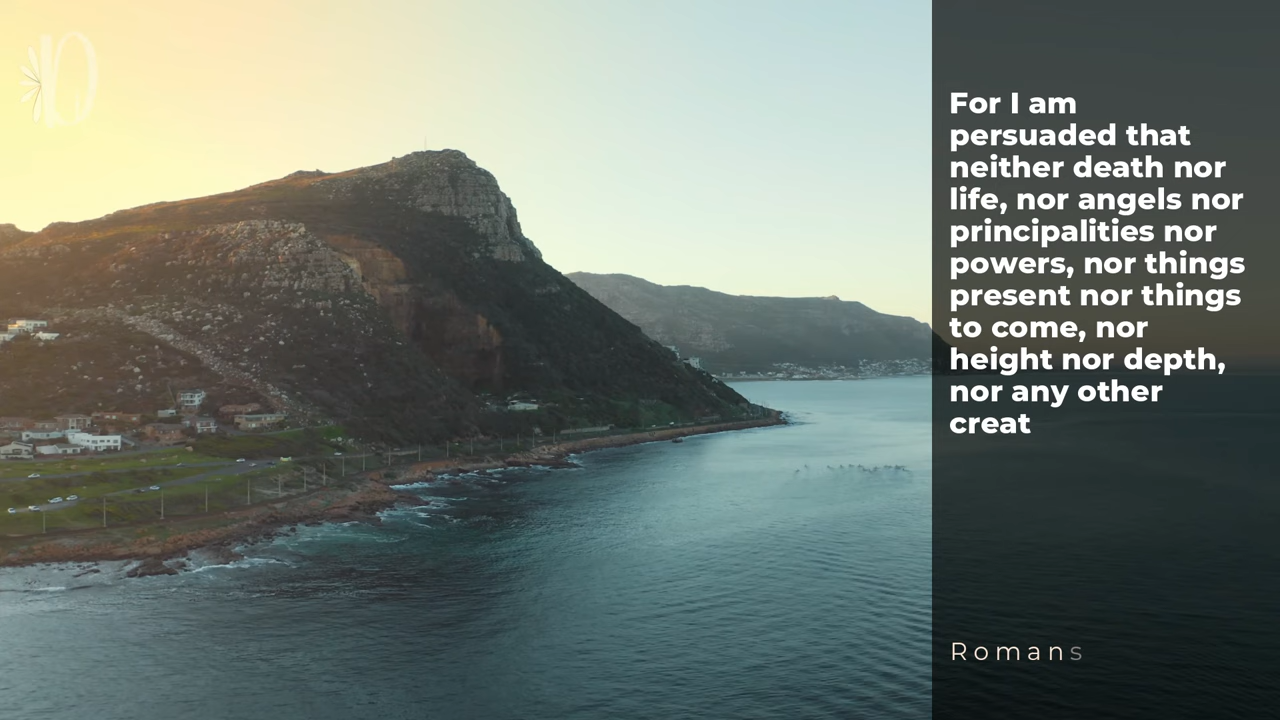 For I am
persuaded that
neither death nor
life, nor angels nor
principalities nor
powers, nor things
present nor things
to come, nor
height nor depth,
nor any other
creat
Romans